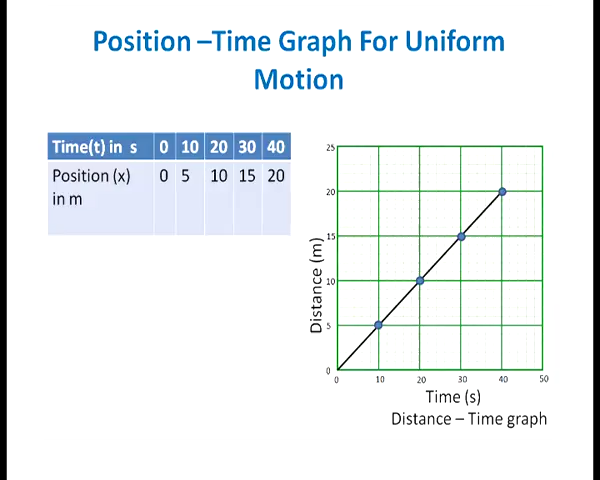 Position –Time Graph For Uniform
Motion
Time(t) in s 0 10 20 30 40
Position (x) 0 5 10 15 20
in m
25
20
15
10
5
0
Distance (m)
0 10 20 30 40 50
Time (s)
Distance – Time graph